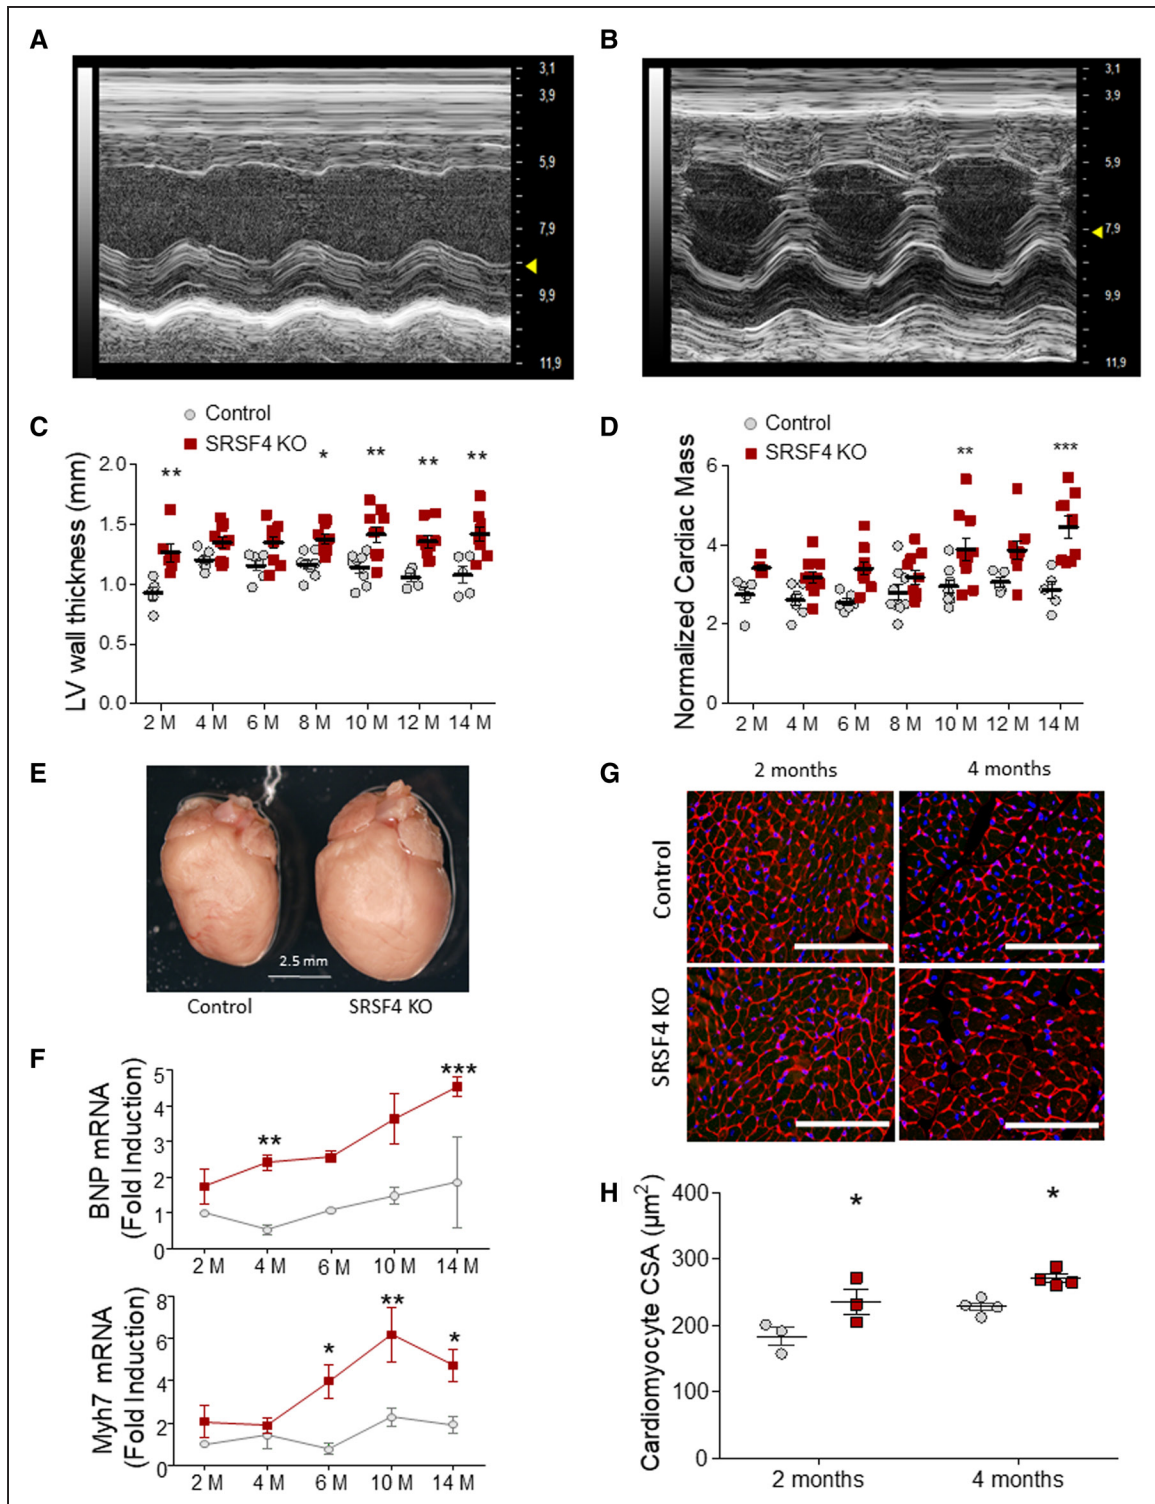 A
B
3,1
3,9
5,9
7,9
9,9
11,9
3,1
3,9
5,9
7,9
9,9
11,9
C
Control
SRSF4 KO
LV wall thickness (mm)
2.0
1.5
1.0
0.5
0.0
** * ** ** **
2 M 4 M 6 M 8 M 10 M 12 M 14 M
D
Control
SRSF4 KO
Normalized Cardiac Mass
6
4
2
0
** ***
2 M 4 M 6 M 8 M 10 M 12 M 14 M
E
2.5 mm
Control SRSF4 KO
F
BNP mRNA
(Fold Induction)
5
4
3
2
1
0
** ***
2 M 4 M 6 M 10 M 14 M
Myh7 mRNA
(Fold Induction)
8
6
4
2
0
* ** *
2 M 4 M 6 M 10 M 14 M
G
2 months 4 months
Control
SRSF4 KO
H
Cardiomyocyte CSA (µm²)
400
300
200
100
0
* *
2 months 4 months